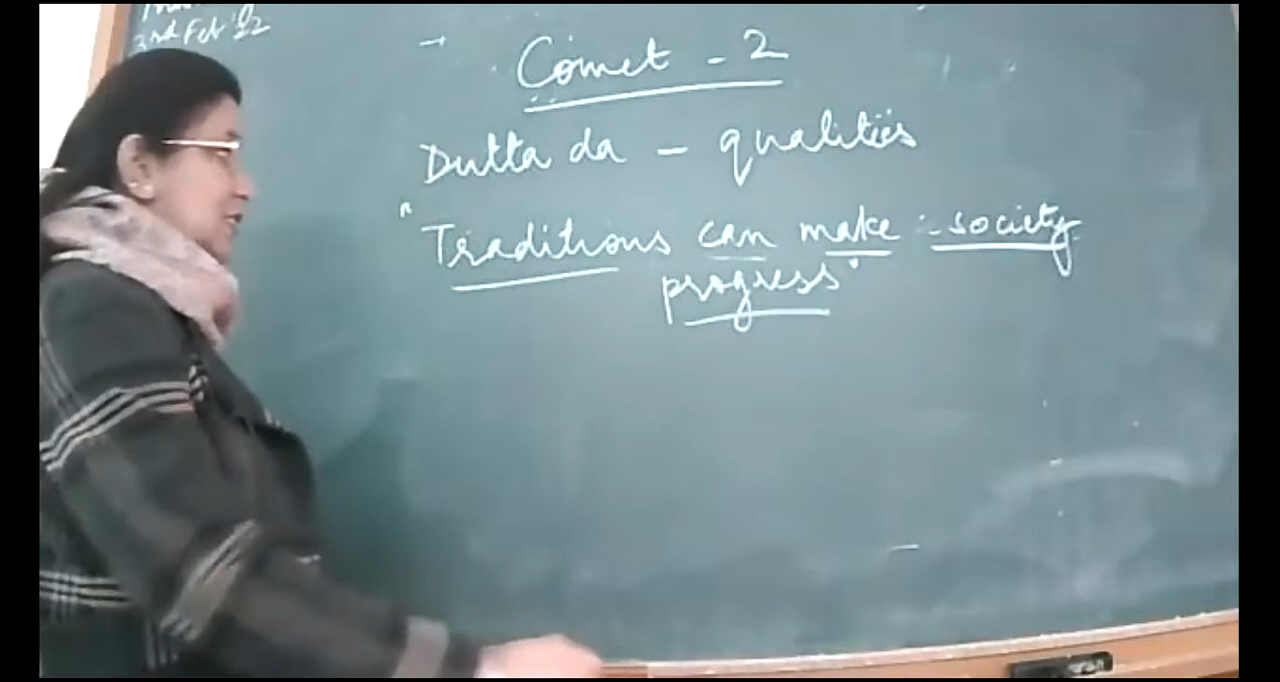 3rd Feb '22
Comet - 2
Dutta da - qualities
"Traditions can make society
progress"